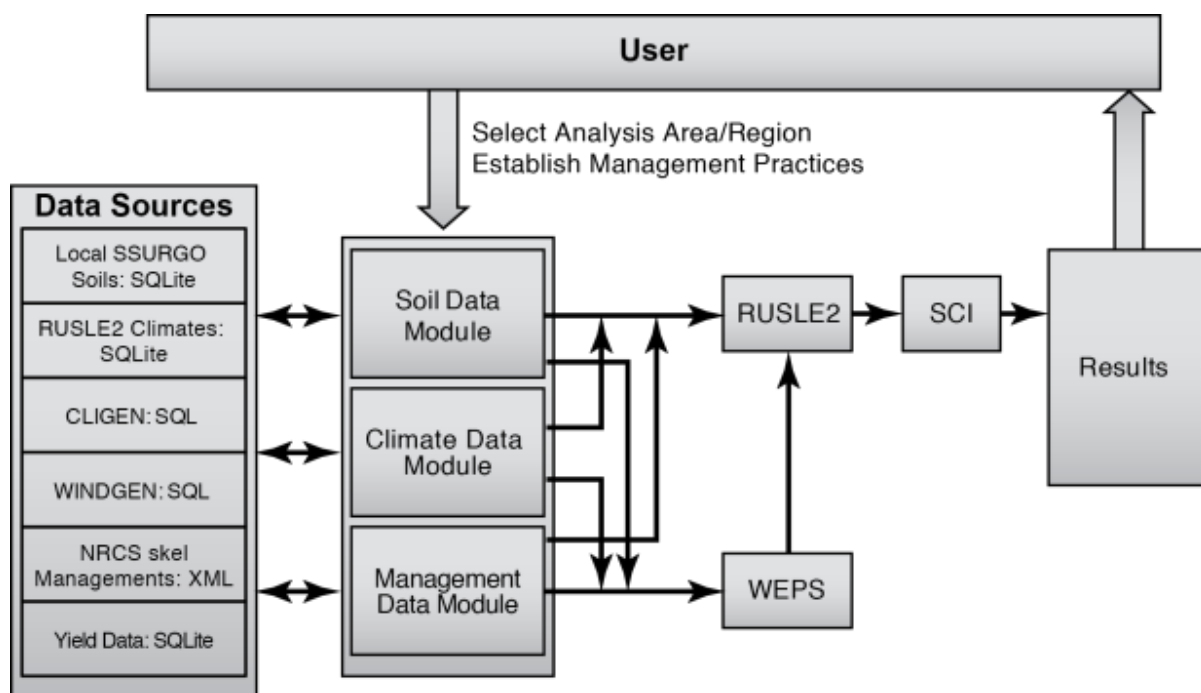 User
Select Analysis Area/Region
Establish Management Practices
Data Sources
Local SSURGO
Soils: SQLite
RUSLE2 Climates:
SQLite
CLIGEN: SQL
WINDGEN: SQL
NRCS skel
Managements: XML
Yield Data: SQLite
Soil Data
Module
Climate Data
Module
Management
Data Module
RUSLE2
SCI
WEPS
Results